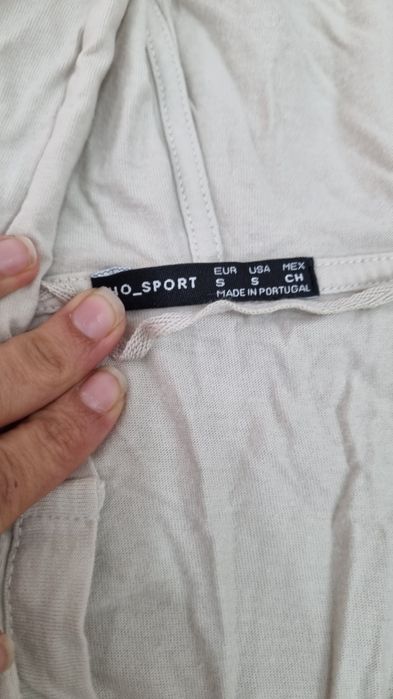 HO_SPORT
EUR USA MEX
S S CH
MADE IN PORTUGAL